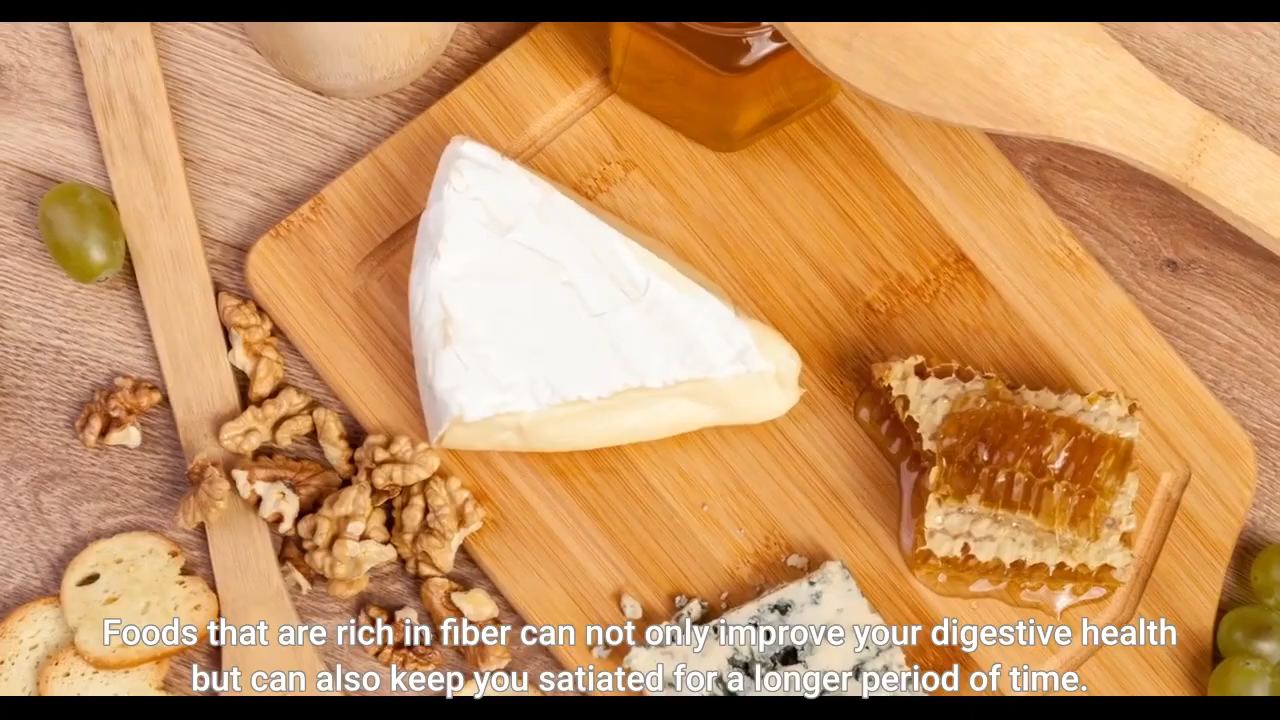 Foods that are rich in fiber can not only improve your digestive health
but can also keep you satiated for a longer period of time.